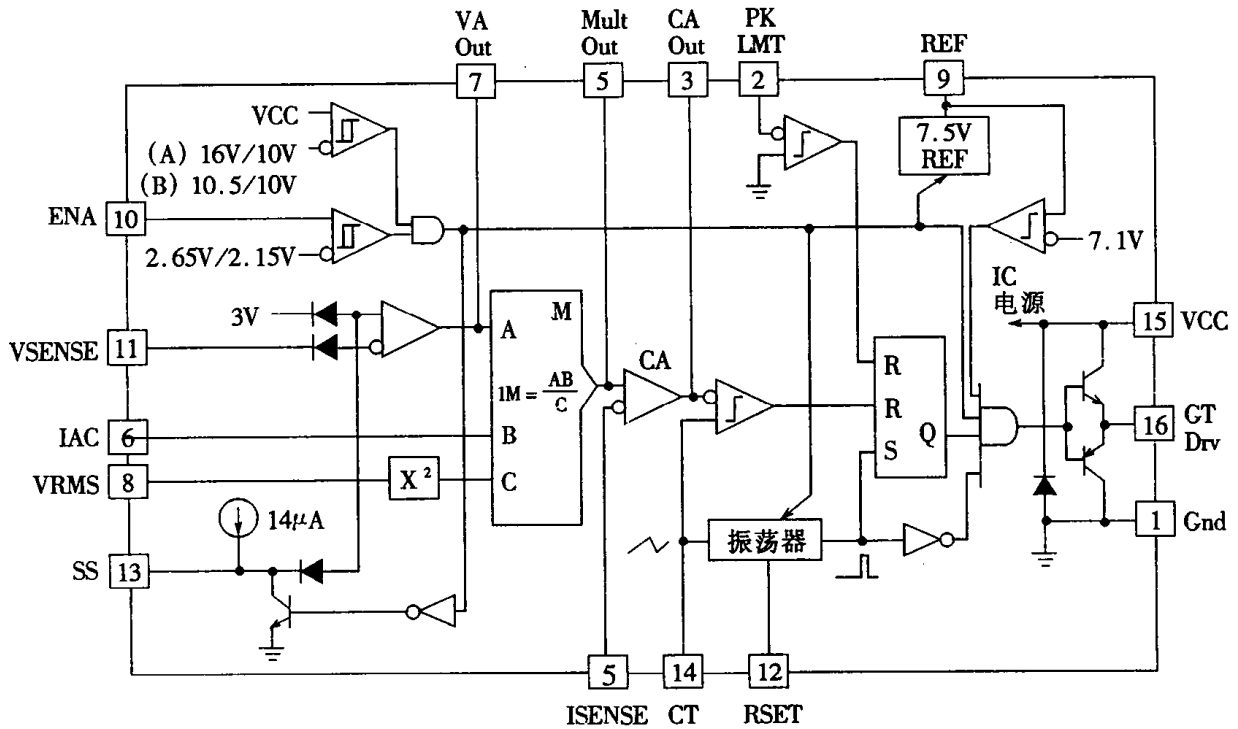 VA
Out
Mult
Out
CA
Out
PK
LMT
REF
7
5
3
2
9
VCC
(A) 16V/10V
(B) 10.5/10V
7.5V
REF
ENA
10
2.65V/2.15V
7.1V
IC
电源
3V
VSENSE
11
M
A
1M = AB
C
B
C
CA
R
R
S
Q
15
VCC
16
GT
Drv
IAC
6
VRMS
8
X²
14μA
振荡器
1
Gnd
SS
13
5
14
12
ISENSE
CT
RSET